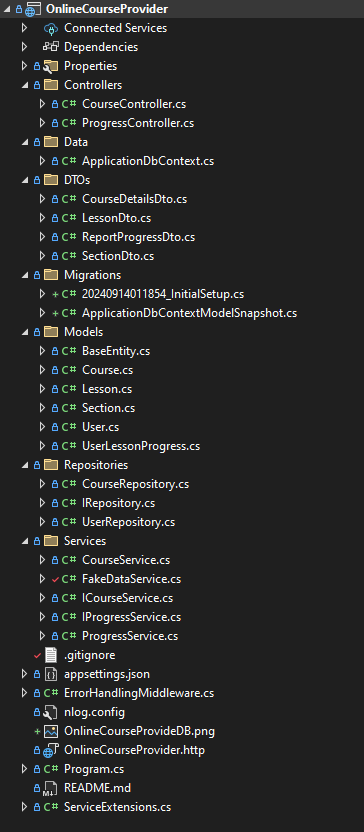 OnlineCourseProvider
Connected Services
Dependencies
Properties
Controllers
C# CourseController.cs
C# ProgressController.cs
Data
C# ApplicationDbContext.cs
DTOs
C# CourseDetailsDto.cs
C# LessonDto.cs
C# ReportProgressDto.cs
C# SectionDto.cs
Migrations
+ C# 20240914011854_InitialSetup.cs
+ C# ApplicationDbContextModelSnapshot.cs
Models
C# BaseEntity.cs
C# Course.cs
C# Lesson.cs
C# Section.cs
C# User.cs
C# UserLessonProgress.cs
Repositories
C# CourseRepository.cs
C# IRepository.cs
C# UserRepository.cs
Services
C# CourseService.cs
C# FakeDataService.cs
C# ICourseService.cs
C# IProgressService.cs
C# ProgressService.cs
.gitignore
appsettings.json
C# ErrorHandlingMiddleware.cs
nlog.config
+ OnlineCourseProvideDB.png
OnlineCourseProvider.http
C# Program.cs
M↓ README.md
C# ServiceExtensions.cs